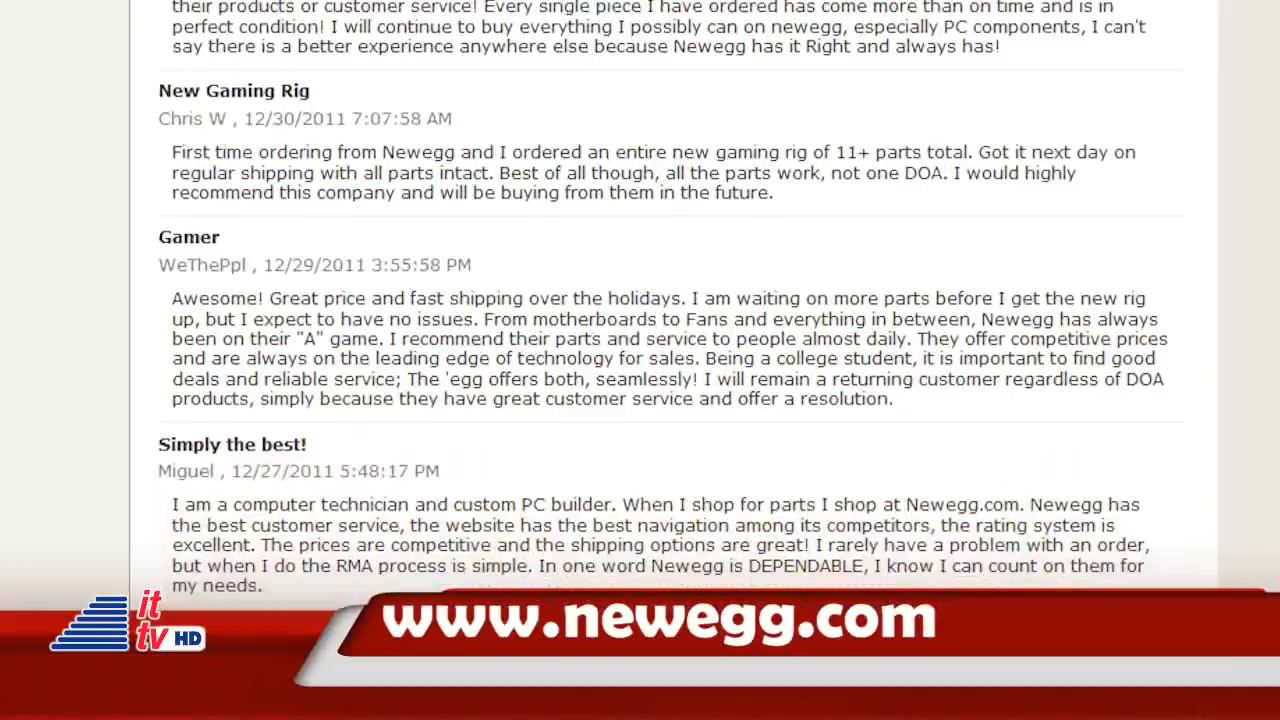 their products or customer service! Every single piece I have ordered has come more than on time and is in
perfect condition! I will continue to buy everything I possibly can on newegg, especially PC components, I can't
say there is a better experience anywhere else because Newegg has it Right and always has!
New Gaming Rig
Chris W , 12/30/2011 7:07:58 AM
First time ordering from Newegg and I ordered an entire new gaming rig of 11+ parts total. Got it next day on
regular shipping with all parts intact. Best of all though, all the parts work, not one DOA. I would highly
recommend this company and will be buying from them in the future.
Gamer
WeThePpl , 12/29/2011 3:55:58 PM
Awesome! Great price and fast shipping over the holidays. I am waiting on more parts before I get the new rig
up, but I expect to have no issues. From motherboards to Fans and everything in between, Newegg has always
been on their "A" game. I recommend their parts and service to people almost daily. They offer competitive prices
and are always on the leading edge of technology for sales. Being a college student, it is important to find good
deals and reliable service; The 'egg offers both, seamlessly! I will remain a returning customer regardless of DOA
products, simply because they have great customer service and offer a resolution.
Simply the best!
Miguel , 12/27/2011 5:48:17 PM
I am a computer technician and custom PC builder. When I shop for parts I shop at Newegg.com. Newegg has
the best customer service, the website has the best navigation among its competitors, the rating system is
excellent. The prices are competitive and the shipping options are great! I rarely have a problem with an order,
but when I do the RMA process is simple. In one word Newegg is DEPENDABLE, I know I can count on them for
my needs.
www.newegg.com
it
tv HD